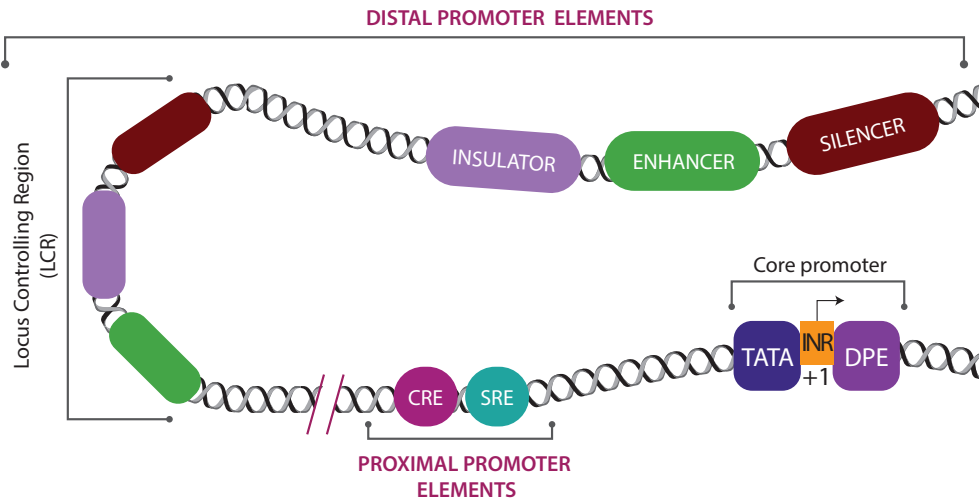 DISTAL PROMOTER ELEMENTS
Locus Controlling Region
(LCR)
INSULATOR
ENHANCER
SILENCER
Core promoter
TATA
INR
+1
DPE
CRE
SRE
PROXIMAL PROMOTER
ELEMENTS